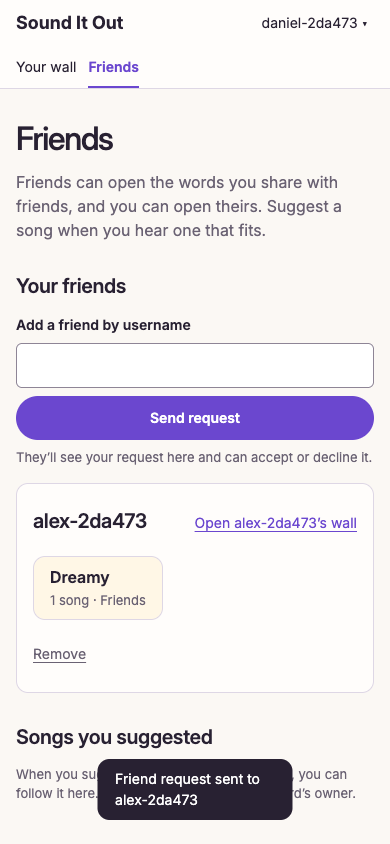 Sound It Out
daniel-2da473 ▾
Your wall Friends
Friends
Friends can open the words you share with
friends, and you can open theirs. Suggest a
song when you hear one that fits.
Your friends
Add a friend by username
Send request
They’ll see your request here and can accept or decline it.
alex-2da473
Open alex-2da473’s wall
Dreamy
1 song · Friends
Remove
Songs you suggested
When you , you can
follow it here. owner.
Friend request sent to
alex-2da473